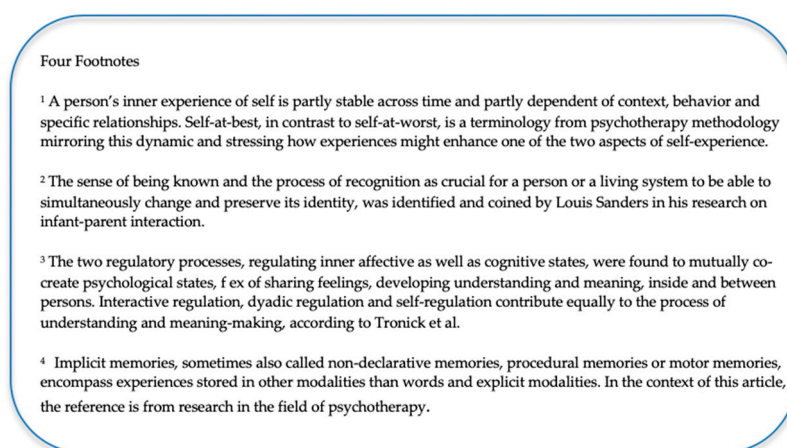 Four Footnotes
¹ A person's inner experience of self is partly stable across time and partly dependent of context, behavior and
specific relationships. Self-at-best, in contrast to self-at-worst, is a terminology from psychotherapy methodology
mirroring this dynamic and stressing how experiences might enhance one of the two aspects of self-experience.
² The sense of being known and the process of recognition as crucial for a person or a living system to be able to
simultaneously change and preserve its identity, was identified and coined by Louis Sanders in his research on
infant-parent interaction.
³ The two regulatory processes, regulating inner affective as well as cognitive states, were found to mutually co-
create psychological states, f ex of sharing feelings, developing understanding and meaning, inside and between
persons. Interactive regulation, dyadic regulation and self-regulation contribute equally to the process of
understanding and meaning-making, according to Tronick et al.
⁴ Implicit memories, sometimes also called non-declarative memories, procedural memories or motor memories,
encompass experiences stored in other modalities than words and explicit modalities. In the context of this article,
the reference is from research in the field of psychotherapy.